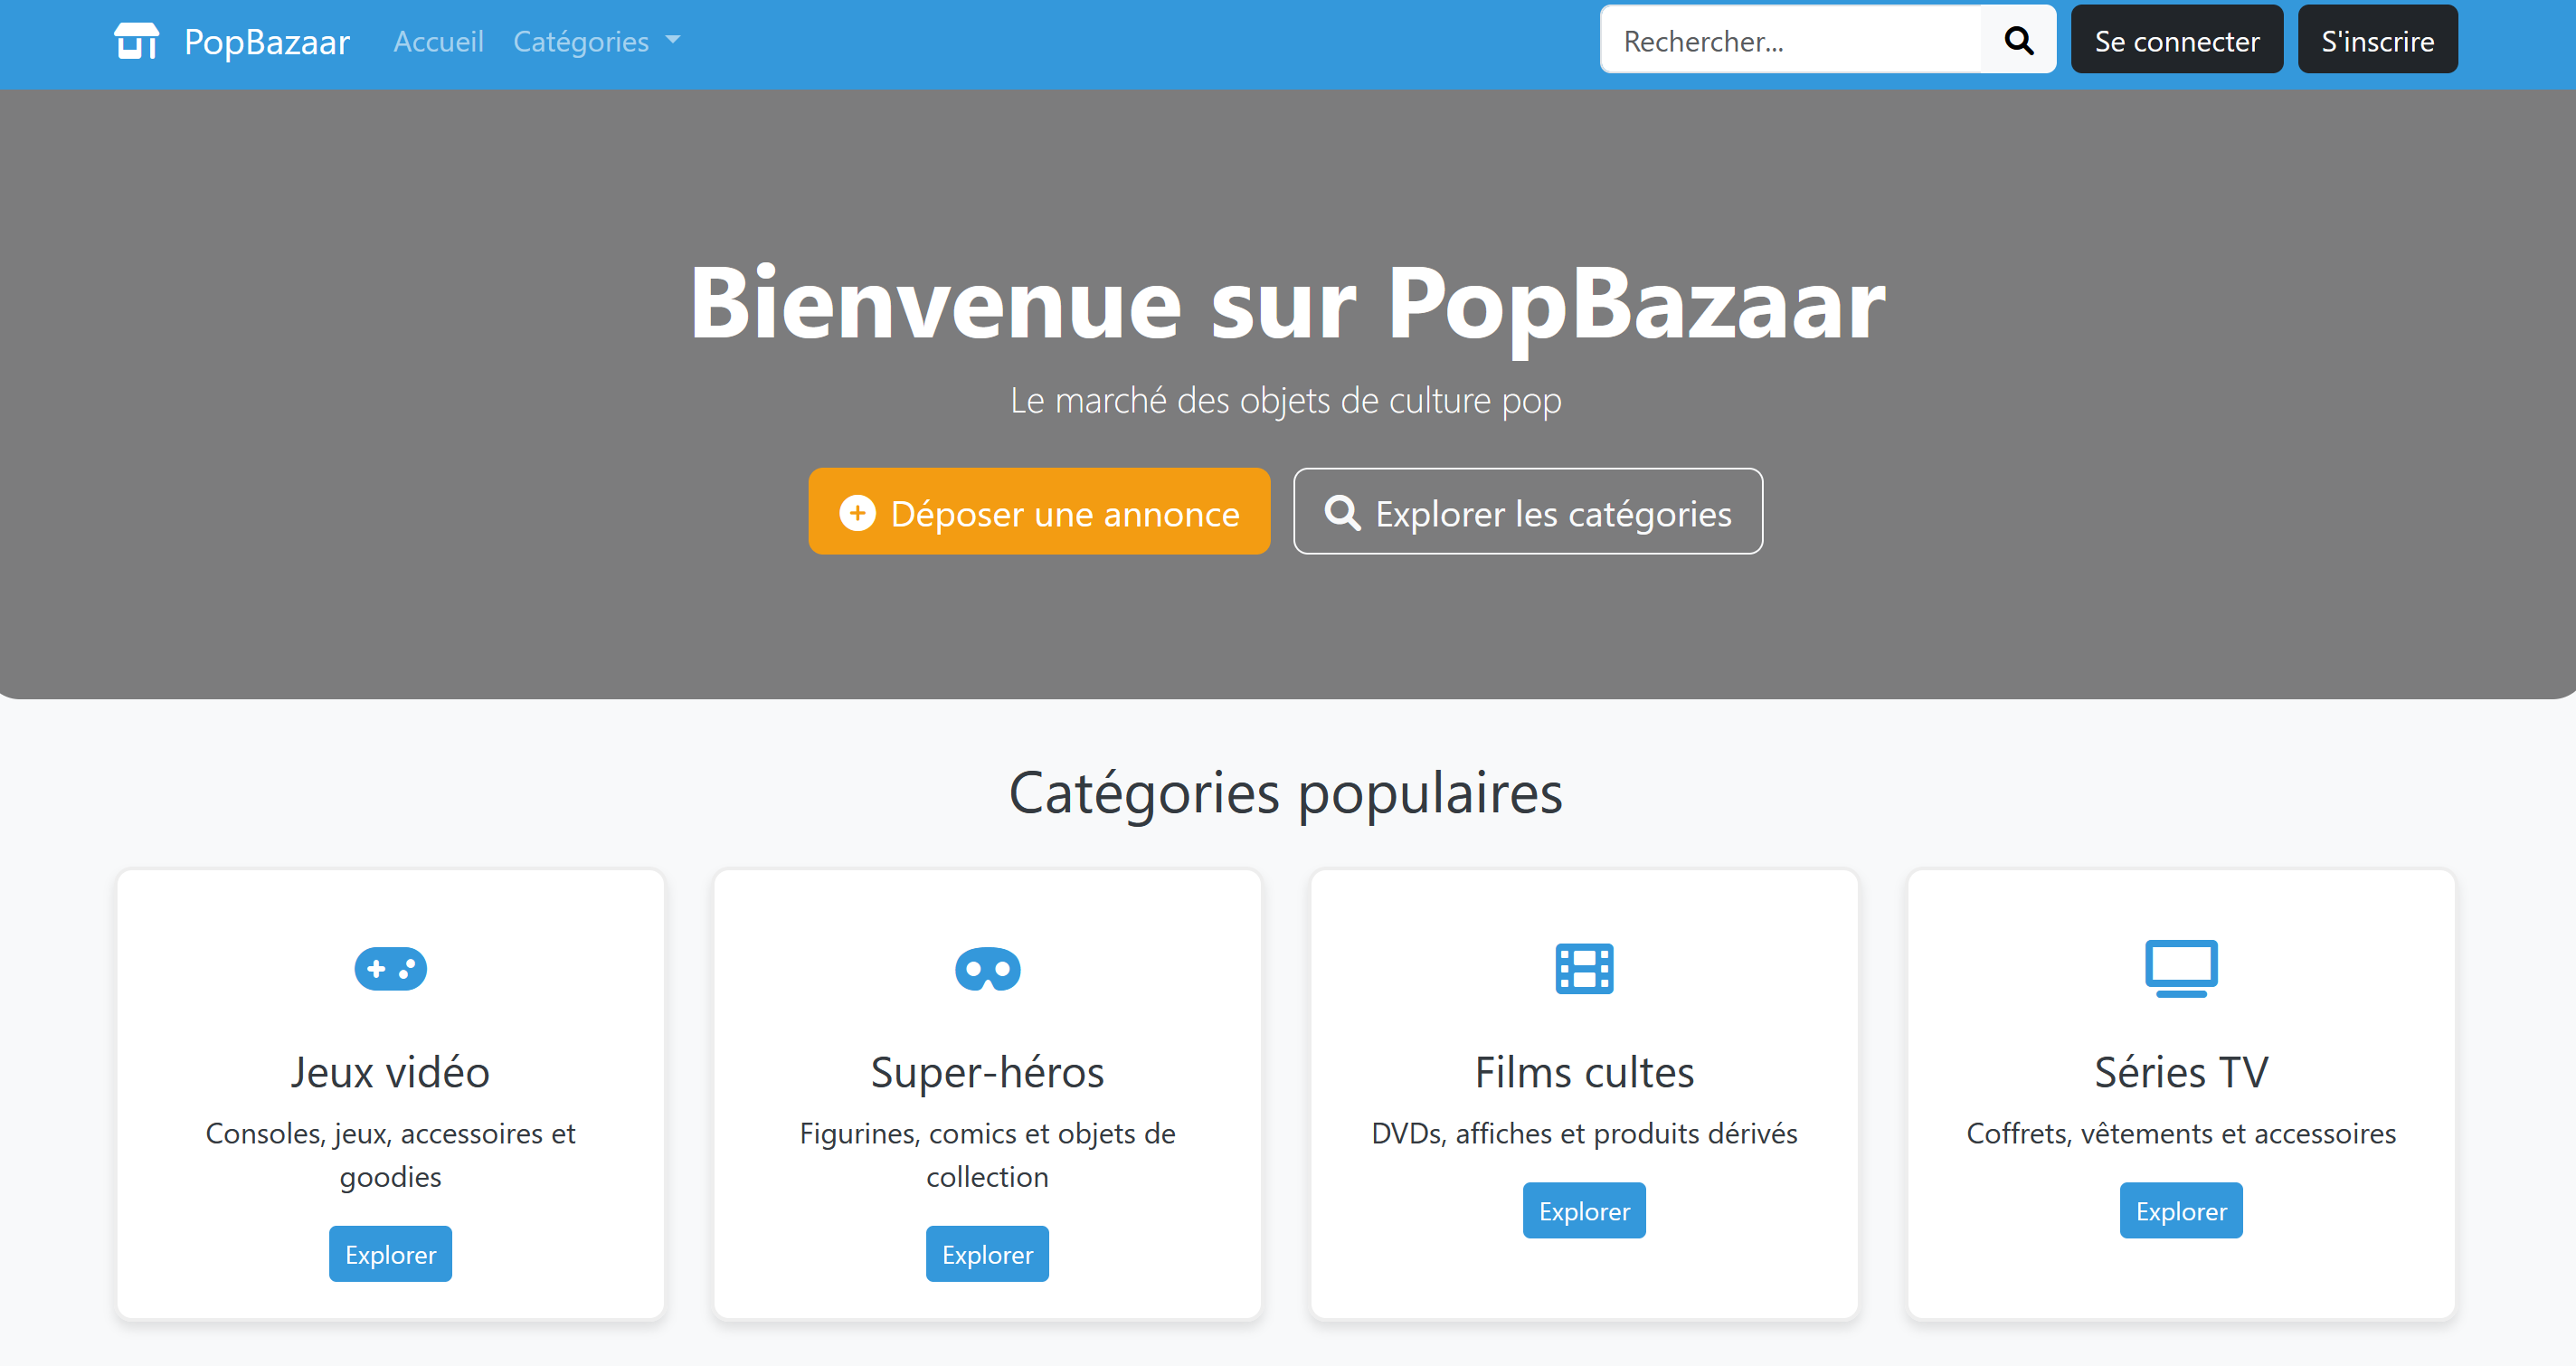 PopBazaar Accueil Catégories Rechercher... Se connecter S'inscrire
Bienvenue sur PopBazaar
Le marché des objets de culture pop
Déposer une annonce Explorer les catégories
Catégories populaires
Jeux vidéo
Consoles, jeux, accessoires et
goodies
Explorer
Super-héros
Figurines, comics et objets de
collection
Explorer
Films cultes
DVDs, affiches et produits dérivés
Explorer
Séries TV
Coffrets, vêtements et accessoires
Explorer